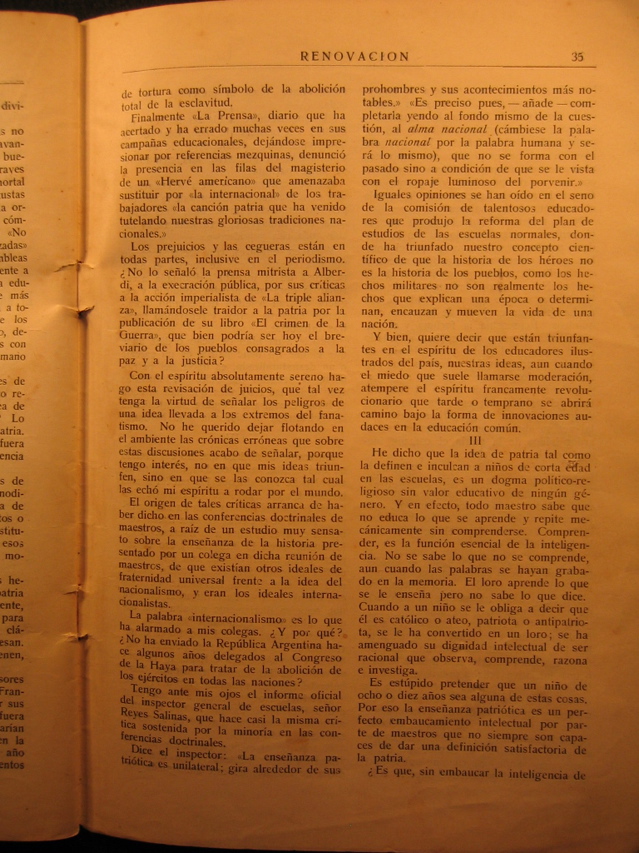 RENOVACION 35
de tortura como símbolo de la abolición
total de la esclavitud.
Finalmente «La Prensa», diario que ha
acertado y ha errado muchas veces en sus
campañas educacionales, dejándose impre-
sionar por referencias mezquinas, denunció
la presencia en las filas del magisterio
de un «Hervé americano» que amenazaba
sustituir por «la internacional» de los tra-
bajadores «la canción patria que ha venido
tutelando nuestras gloriosas tradiciones na-
cionales.»
Los prejuicios y las cegueras están en
todas partes, inclusive en el periodismo.
¿No lo señaló la prensa mitrista a Alber-
di, a la execración pública, por sus críticas
a la acción imperialista de «La triple alian-
za», llamándosele traidor a la patria por la
publicación de su libro «El crimen de la
Guerra», que bien podría ser hoy el bre-
viario de los pueblos consagrados a la
paz y a la justicia?
Con el espíritu absolutamente sereno ha-
go esta revisación de juicios, que tal vez
tenga la virtud de señalar los peligros de
una idea llevada a los extremos del fana-
tismo. No he querido dejar flotando en
el ambiente las crónicas erróneas que sobre
estas discusiones acabo de señalar, porque
tengo interés, no en que mis ideas triun-
fen, sino en que se las conozca tal cual
las echó mi espíritu a rodar por el mundo.
El origen de tales críticas arranca de ha-
ber dicho en las conferencias doctrinales de
maestros, a raíz de un estudio muy sensa-
to sobre la enseñanza de la historia pre-
sentado por un colega en dicha reunión de
maestros, de que existían otros ideales de
fraternidad universal frente a la idea del
nacionalismo, y eran los ideales interna-
cionalistas.
La palabra «internacionalismo» es lo que
ha alarmado a mis colegas. ¿Y por qué?
¿No ha enviado la República Argentina ha-
ce algunos años delegados al Congreso
de la Haya para tratar de la abolición de
los ejércitos en todas las naciones?
Tengo ante mis ojos el informe oficial
del inspector general de escuelas, señor
Reyes Salinas, que hace casi la misma crí-
tica sostenida por la minoría en las con-
ferencias doctrinales.
Dice el inspector: «La enseñanza pa-
triótica es unilateral; gira alrededor de sus
prohombres y sus acontecimientos más no-
tables.» «Es preciso pues, — añade — com-
pletarla yendo al fondo mismo de la cues-
tión, al alma nacional (cámbiese la pala-
bra nacional por la palabra humana y se-
rá lo mismo), que no se forma con el
pasado sino a condición de que se le vista
con el ropaje luminoso del porvenir.»
Iguales opiniones se han oído en el seno
de la comisión de talentosos educado-
res que produjo la reforma del plan de
estudios de las escuelas normales, don-
de ha triunfado nuestro concepto cien-
tífico de que la historia de los héroes no
es la historia de los pueblos, como los he-
chos militares no son realmente los he-
chos que explican una época o determi-
nan, encauzan y mueven la vida de una
nación.
Y bien, quiere decir que están triunfan-
tes en el espíritu de los educadores ilus-
trados del país, nuestras ideas, aun cuando
el miedo que suele llamarse moderación,
atempere el espíritu francamente revolu-
cionario que tarde o temprano se abrirá
camino bajo la forma de innovaciones au-
daces en la educación común.
III
He dicho que la idea de patria tal como
la definen e inculcan a niños de corta edad
en las escuelas, es un dogma político-re-
ligioso sin valor educativo de ningún gé-
nero. Y en efecto, todo maestro sabe que
no educa lo que se aprende y repite me-
cánicamente sin comprenderse. Compren-
der, es la función esencial de la inteligen-
cia. No se sabe lo que no se comprende,
aun cuando las palabras se hayan graba-
do en la memoria. El loro aprende lo que
se le enseña pero no sabe lo que dice.
Cuando a un niño se le obliga a decir que
él es católico o ateo, patriota o antipatrio-
ta, se le ha convertido en un loro; se ha
amenguado su dignidad intelectual de ser
racional que observa, comprende, razona
e investiga.
Es estúpido pretender que un niño de
ocho o diez años sea alguna de estas cosas.
Por eso la enseñanza patriótica es un per-
fecto embaucamiento intelectual por par-
te de maestros que no siempre son capa-
ces de dar una definición satisfactoria de
la patria.
¿Es que, sin embaucar la inteligencia de